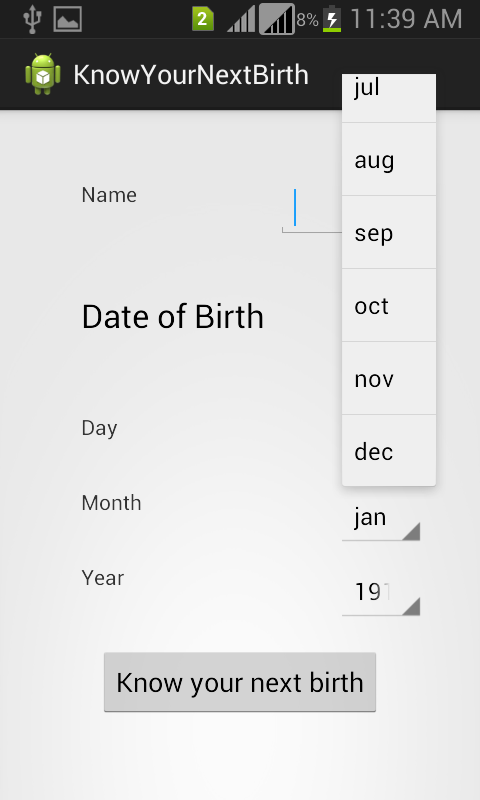 2 8% 11:39 AM
KnowYourNextBirth
jul
aug
Name
sep
Date of Birth
oct
nov
Day
dec
Month
jan
Year
Know your next birth